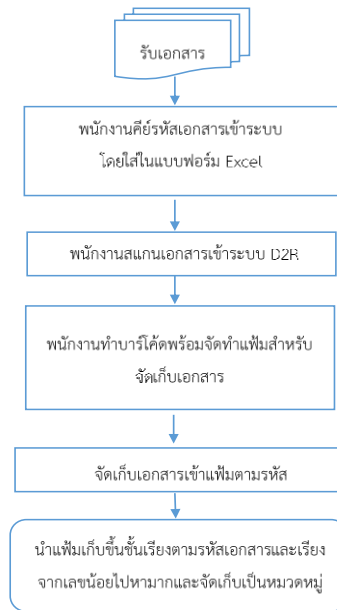 รับเอกสาร
พนักงานคีย์รหัสเอกสารเข้าระบบ
โดยใส่ในแบบฟอร์ม Excel
พนักงานสแกนเอกสารเข้าระบบ D2R
พนักงานทำบาร์โค้ดพร้อมจัดทำแฟ้มสำหรับ
จัดเก็บเอกสาร
จัดเก็บเอกสารเข้าแฟ้มตามรหัส
นำแฟ้มเก็บขึ้นชั้นเรียงตามรหัสเอกสารและเรียง
จากเลขน้อยไปหามากและจัดเก็บเป็นหมวดหมู่